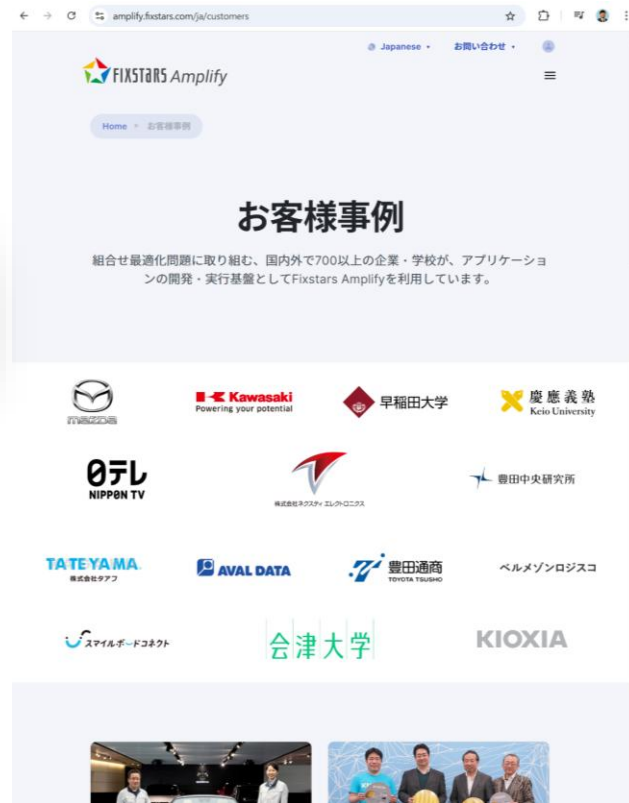 amplify.fixstars.com/ja/customers
Japanese
お問い合わせ
FIXSTARS Amplify
Home
お客様事例
お客様事例
組合せ最適化問題に取り組む、国内外で700以上の企業・学校が、アプリケーショ
ンの開発・実行基盤としてFixstars Amplifyを利用しています。
mazda
Kawasaki
Powering your potential
早稲田大学
慶應義塾
Keio University
日テレ
NIPPON TV
株式会社ネクスティ エレクトロニクス
豊田中央研究所
TATEYAMA
株式会社タアフ
AVAL DATA
豊田通商
TOYOTA TSUSHO
ベルメゾンロジスコ
スマイルボードコネクト
会津大学
KIOXIA